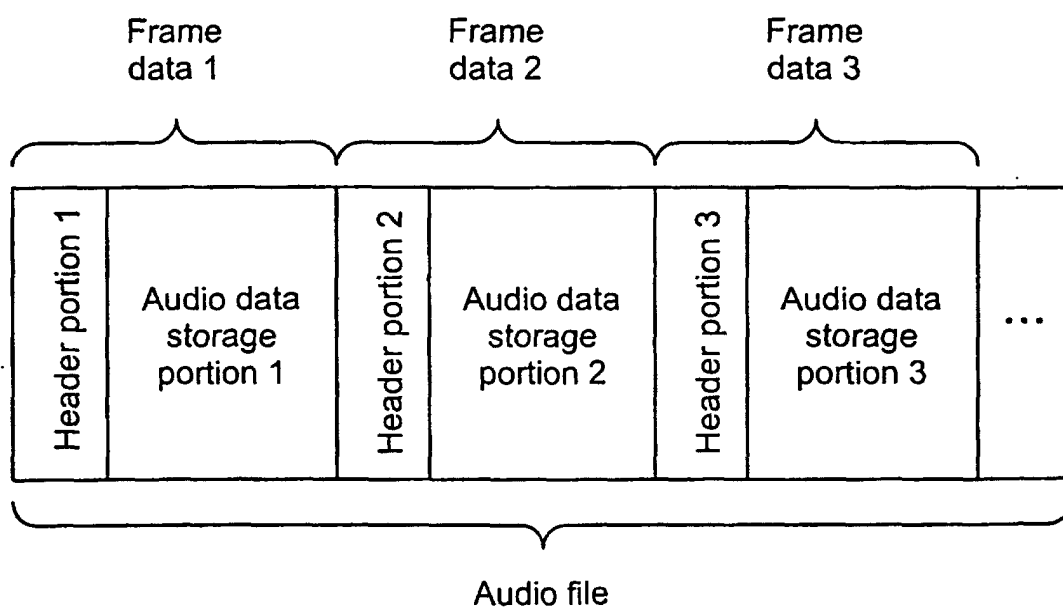 Frame
data 1
Frame
data 2
Frame
data 3
Header portion 1
Audio data
storage
portion 1
Header portion 2
Audio data
storage
portion 2
Header portion 3
Audio data
storage
portion 3
...
Audio file